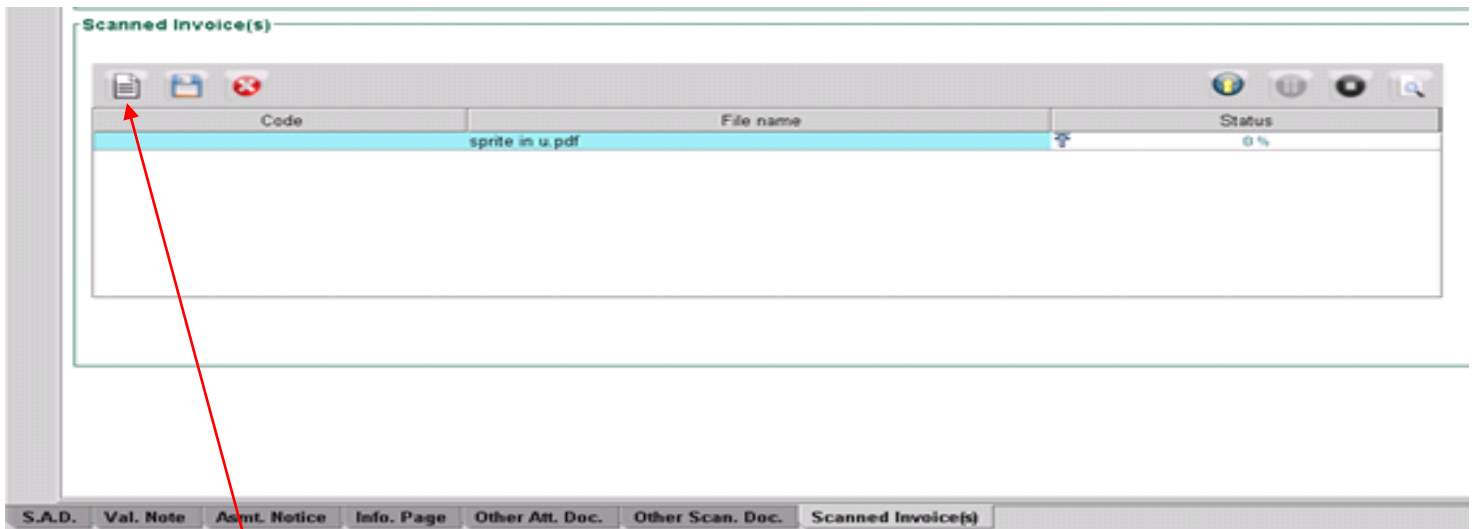 Scanned Invoice(s)
Code File name Status
sprite in u.pdf 0 %
S.A.D. Val. Note Asmt. Notice Info. Page Other Att. Doc. Other Scan. Doc. Scanned Invoice(s)